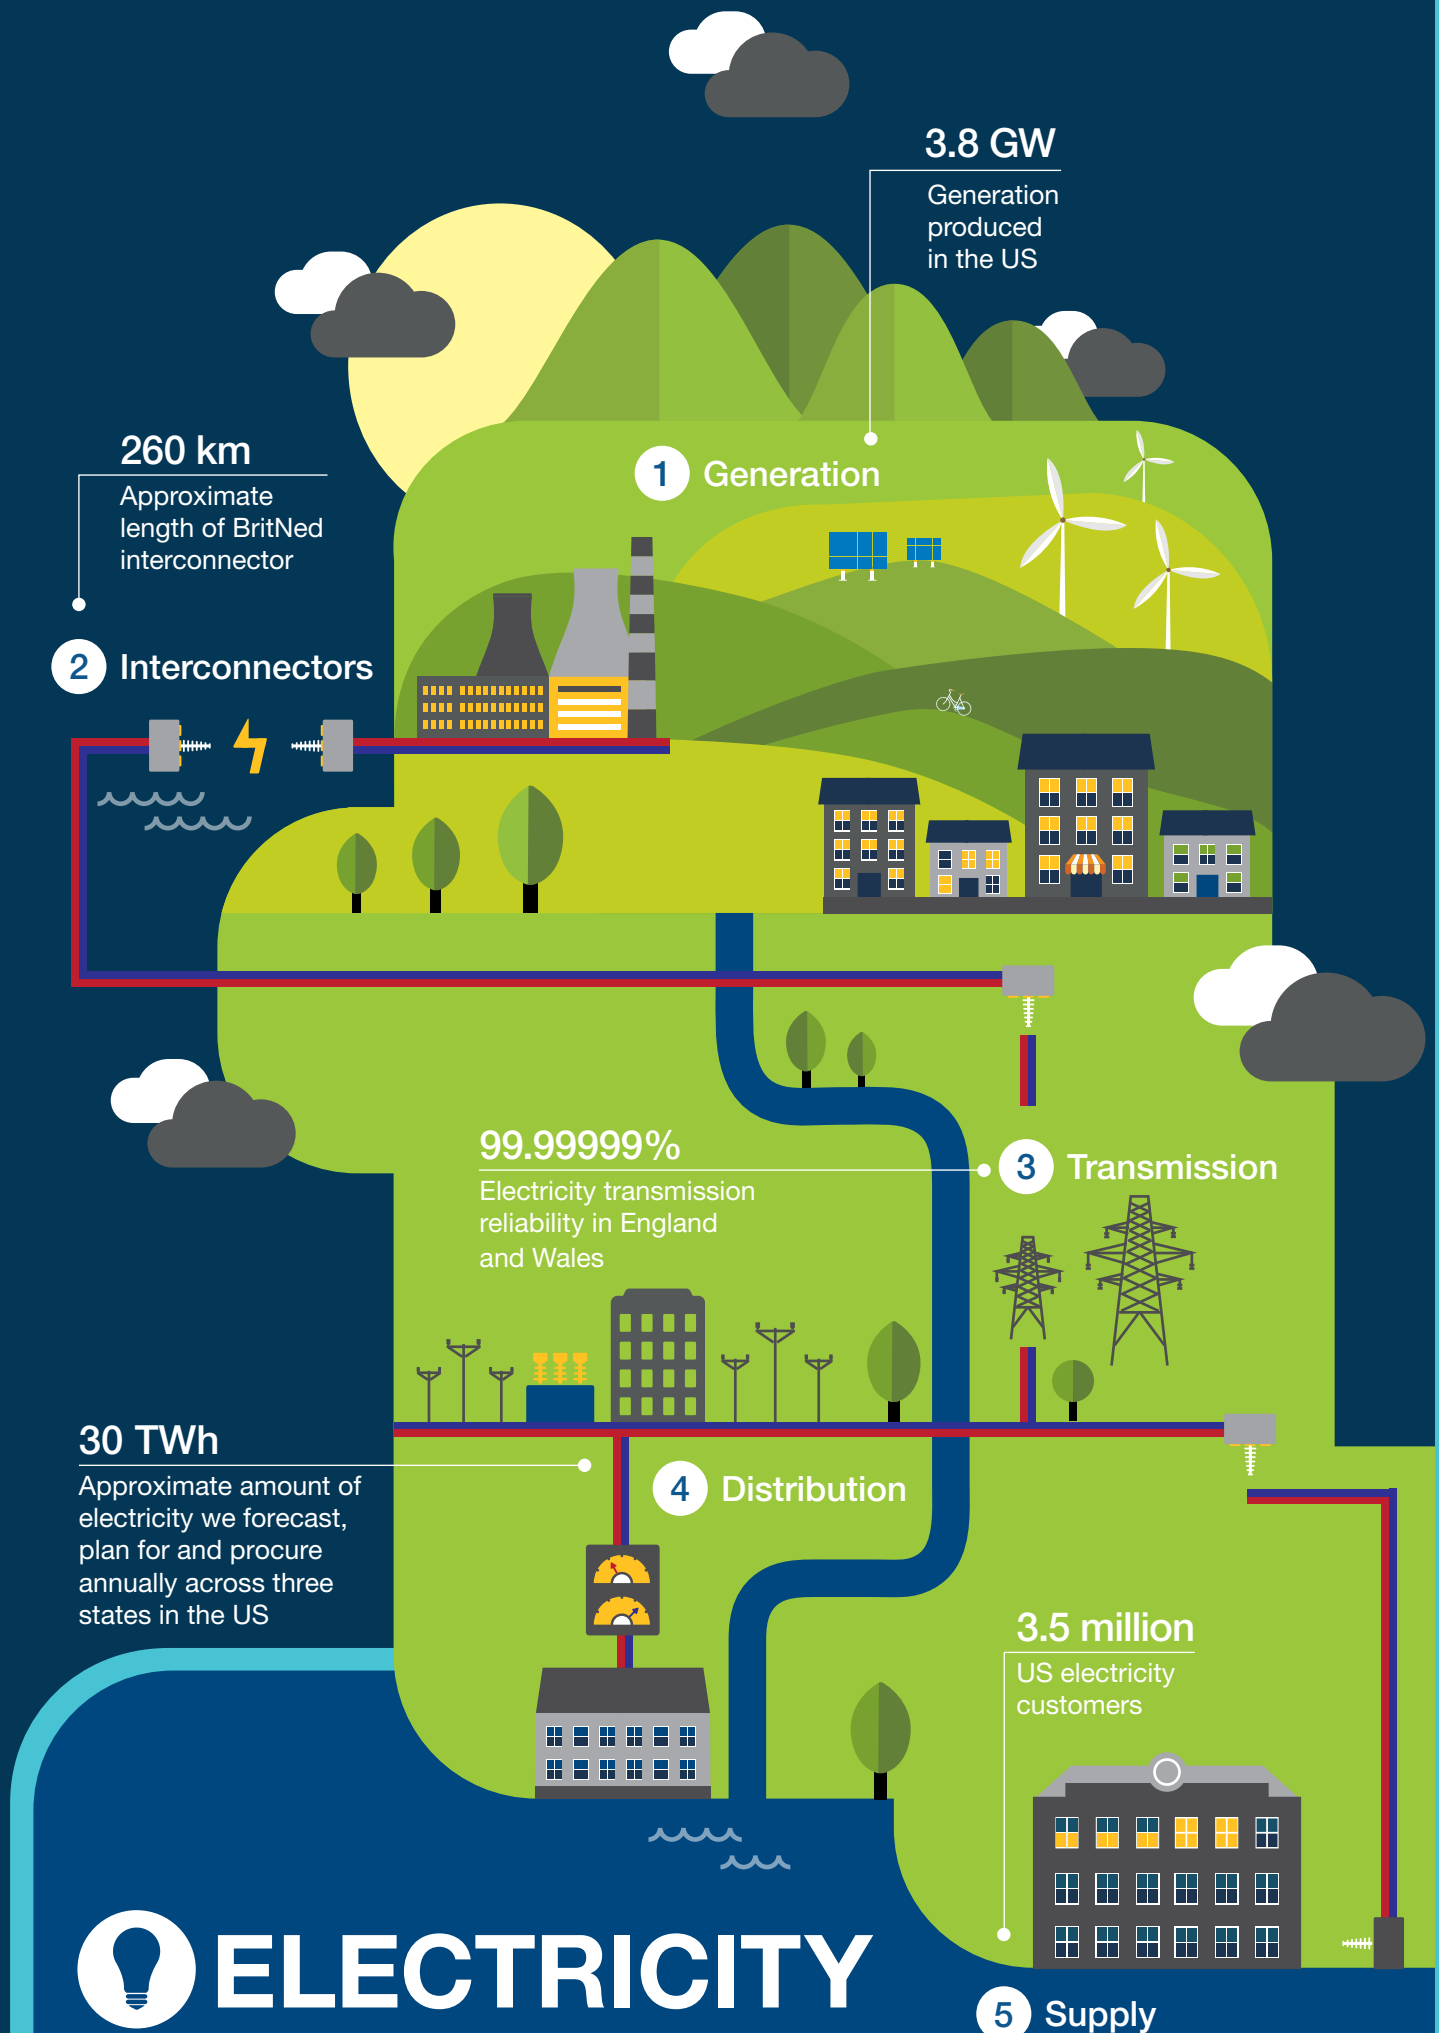 3.8 GW
Generation
produced
in the US
260 km
Approximate
length of BritNed
interconnector
1 Generation
2 Interconnectors
99.99999%
Electricity transmission
reliability in England
and Wales
3 Transmission
30 TWh
Approximate amount of
electricity we forecast,
plan for and procure
annually across three
states in the US
4 Distribution
3.5 million
US electricity
customers
ELECTRICITY
5 Supply